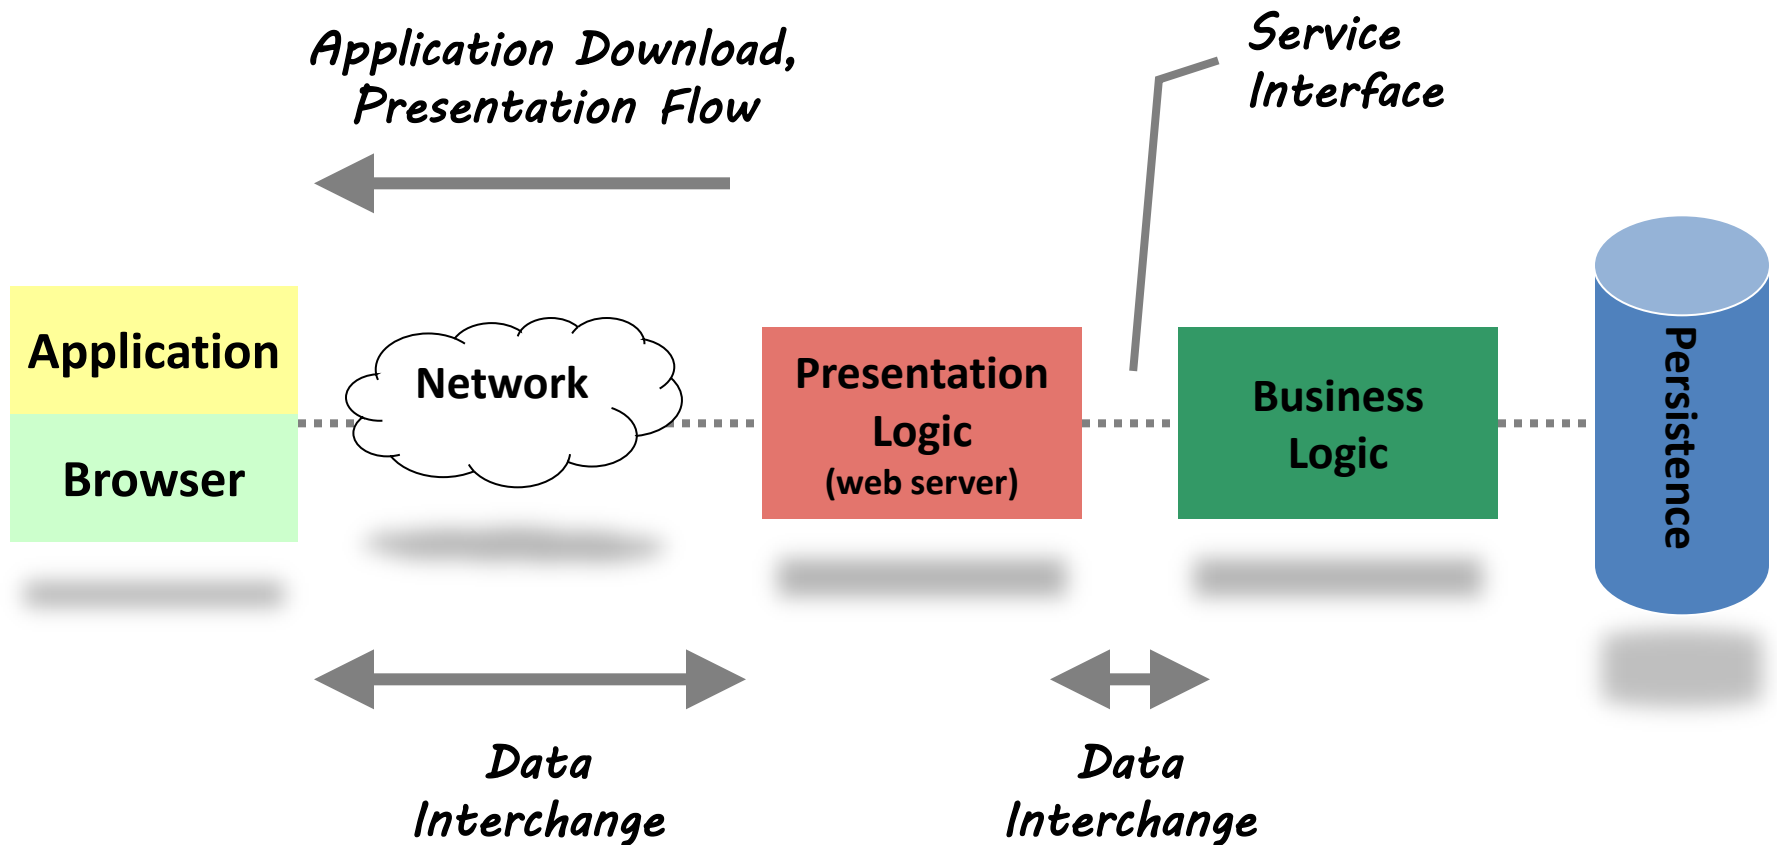 Application Download,
Presentation Flow
Service
Interface
Application
Browser
Network
Presentation
Logic
(web server)
Business
Logic
Persistence
Data
Interchange
Data
Interchange